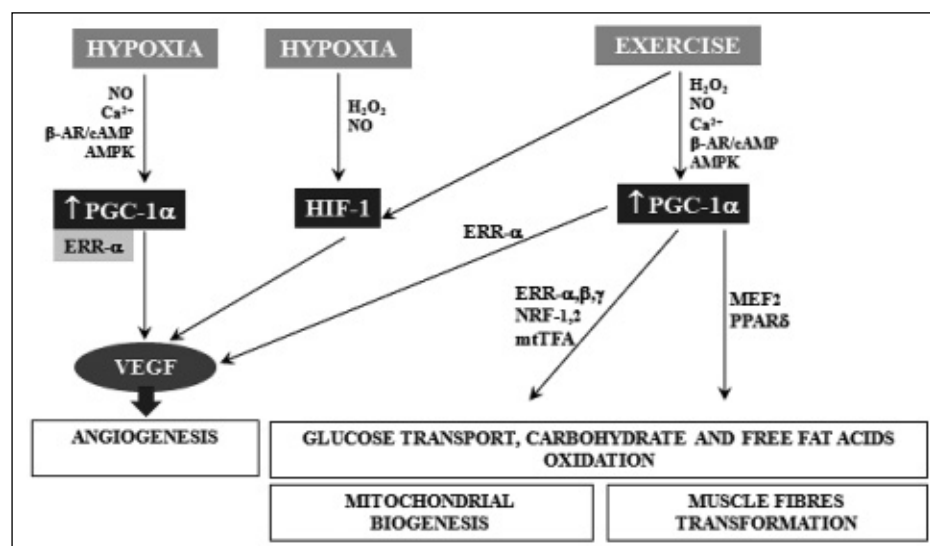 HYPOXIA
NO
Ca²⁺
β-AR/cAMP
AMPK
↑PGC-1α
ERR-α
HYPOXIA
H₂O₂
NO
HIF-1
EXERCISE
H₂O₂
NO
Ca²⁺
β-AR/cAMP
AMPK
↑PGC-1α
ERR-α
ERR-α,β,γ
NRF-1,2
mtTFA
MEF2
PPARδ
VEGF
ANGIOGENESIS
GLUCOSE TRANSPORT, CARBOHYDRATE AND FREE FAT ACIDS
OXIDATION
MITOCHONDRIAL
BIOGENESIS
MUSCLE FIBRES
TRANSFORMATION